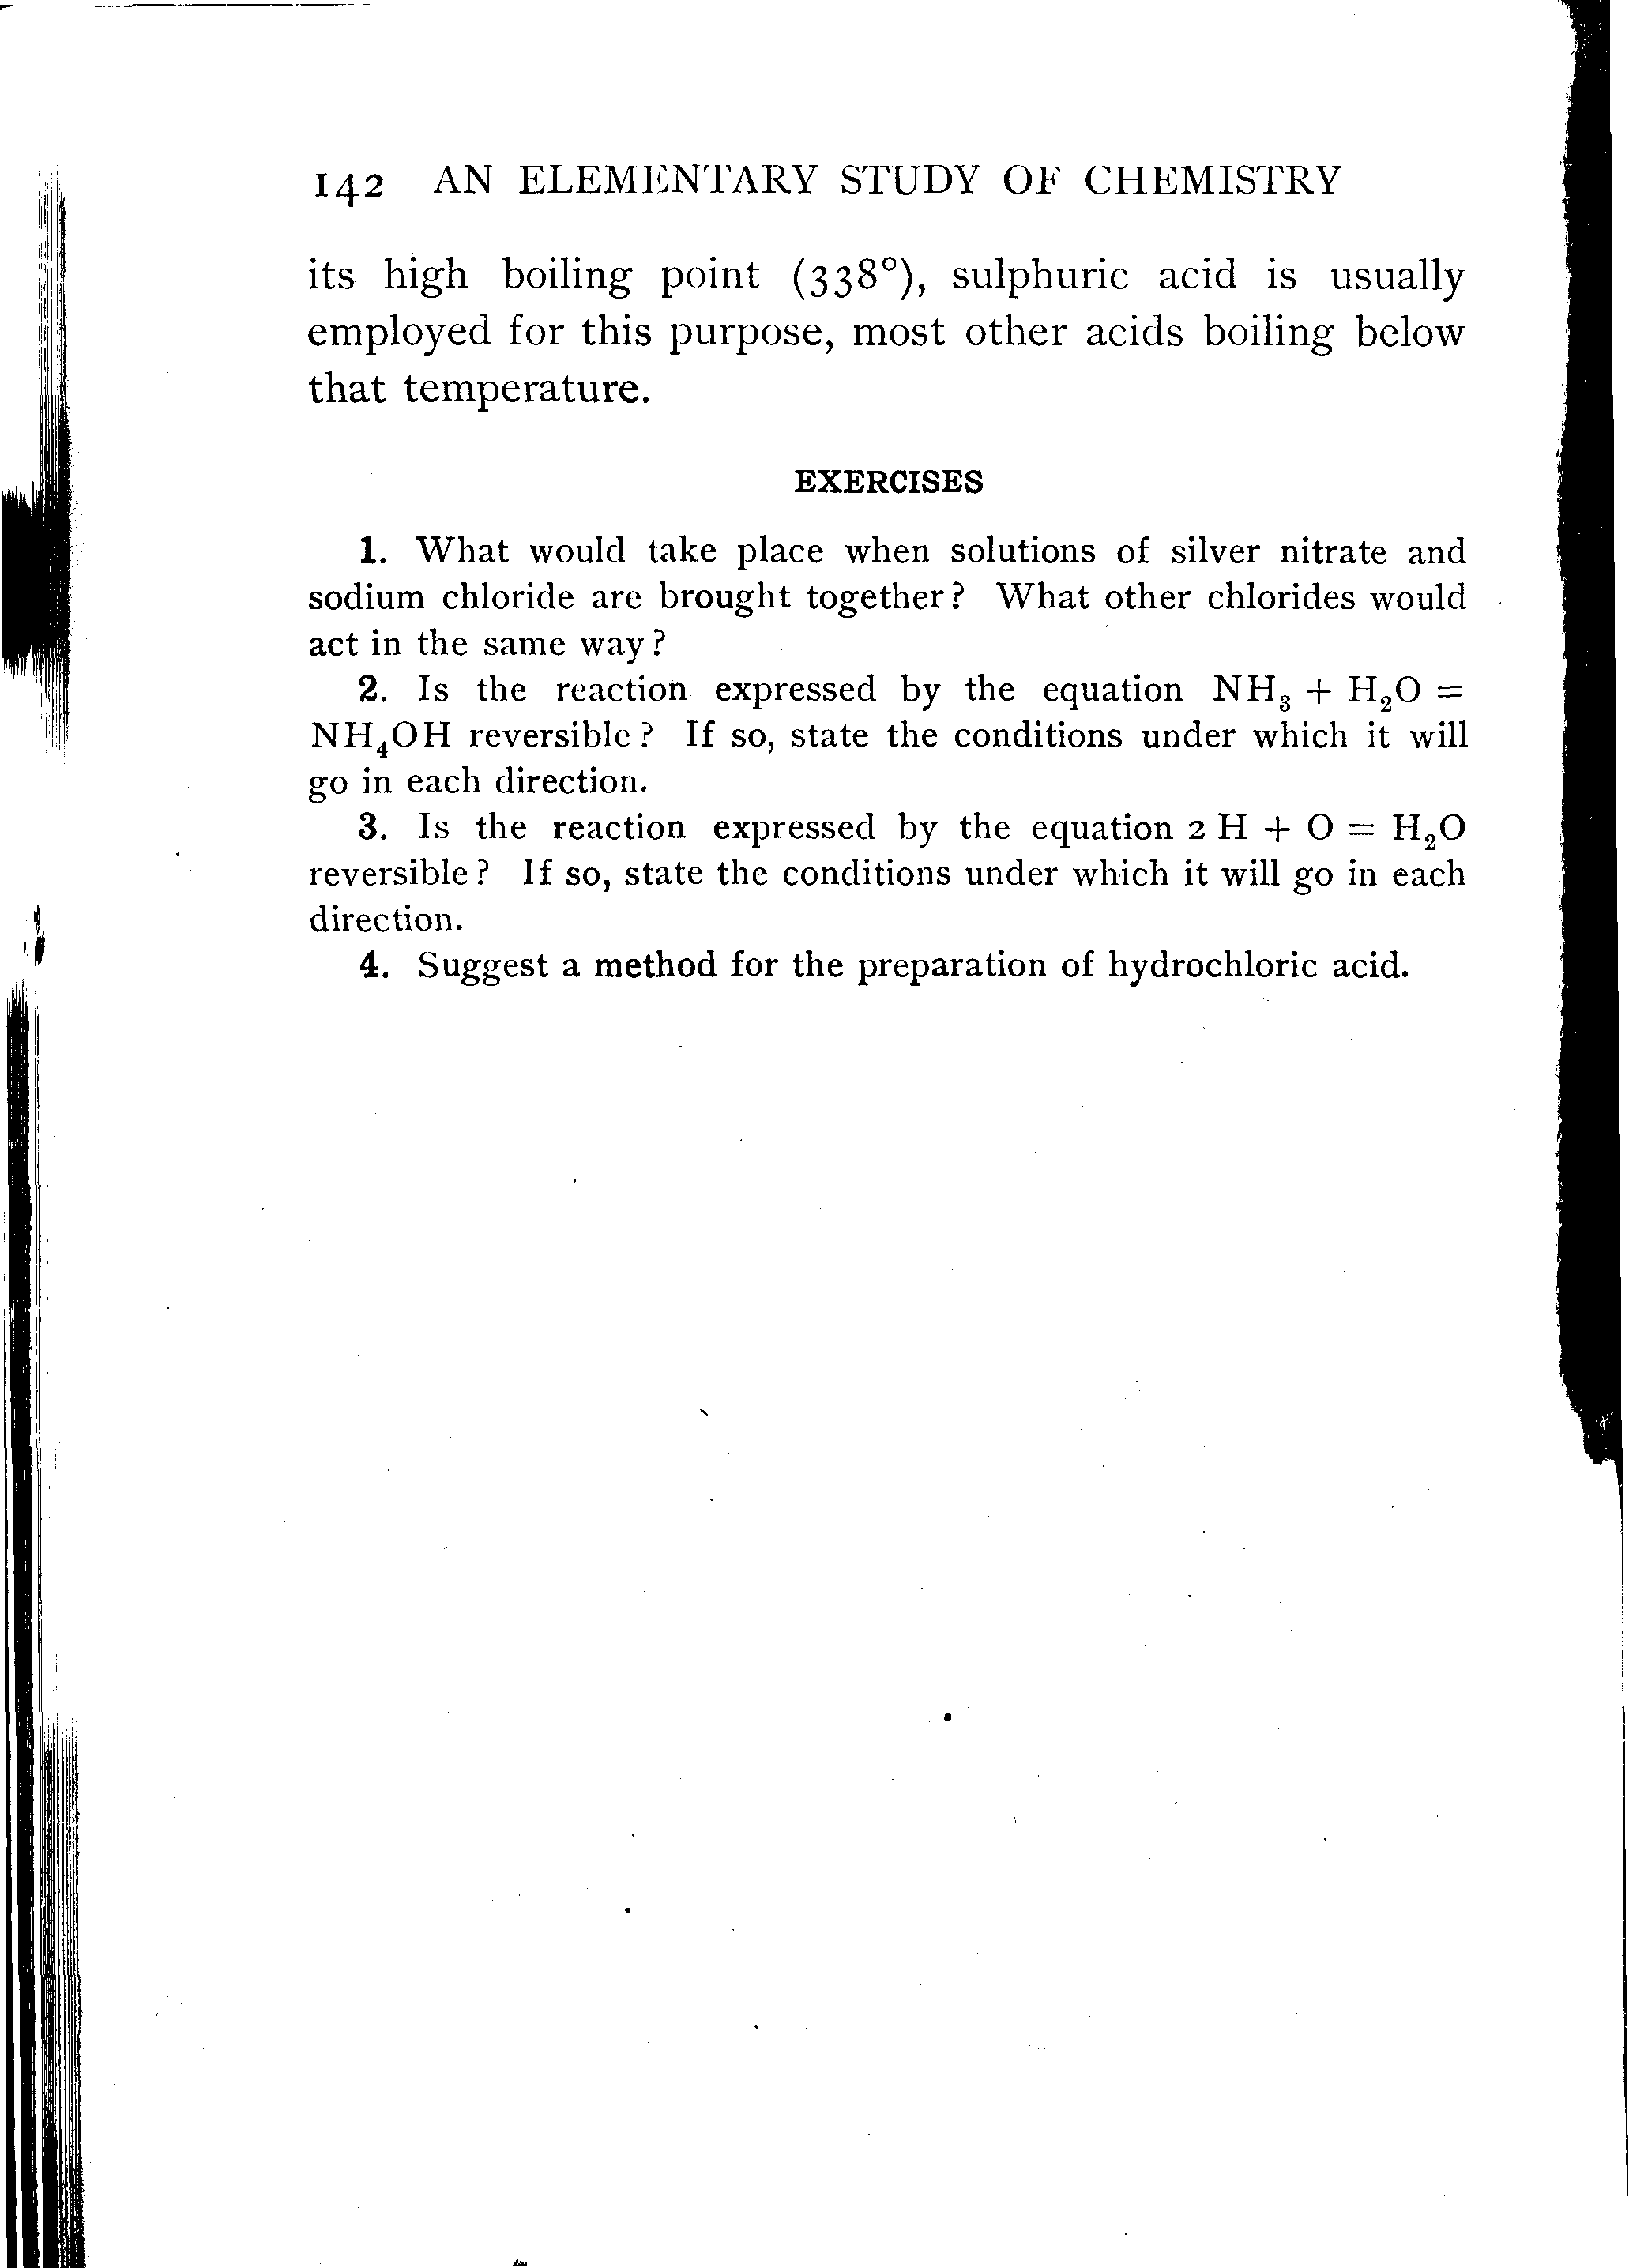 142 AN ELEMENTARY STUDY OF CHEMISTRY
its high boiling point (338°), sulphuric acid is usually
employed for this purpose, most other acids boiling below
that temperature.
EXERCISES
1. What would take place when solutions of silver nitrate and
sodium chloride are brought together? What other chlorides would
act in the same way?
2. Is the reaction expressed by the equation NH₃ + H₂O =
NH₄OH reversible? If so, state the conditions under which it will
go in each direction.
3. Is the reaction expressed by the equation 2 H + O = H₂O
reversible? If so, state the conditions under which it will go in each
direction.
4. Suggest a method for the preparation of hydrochloric acid.